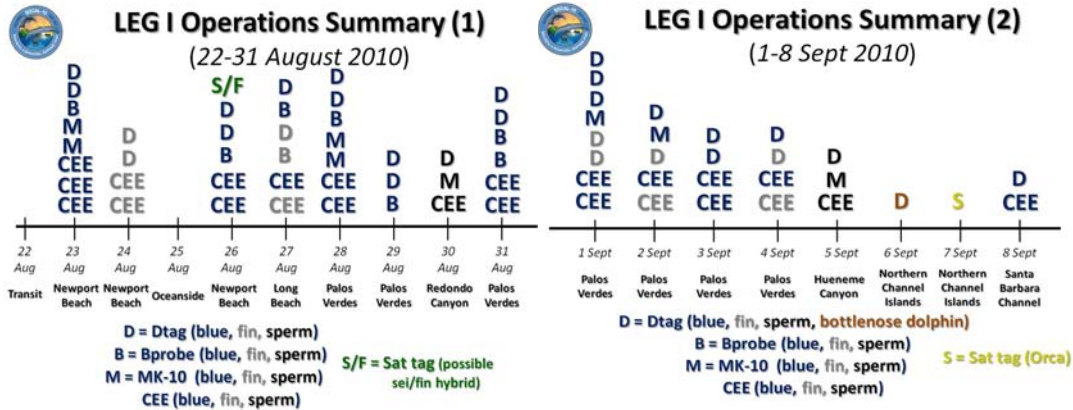 LEG I Operations Summary (1)
(22-31 August 2010)
D
D
B
M
M
CEE
CEE
CEE
D
D
CEE
CEE
S/F
D
D
B
CEE
CEE
D
B
D
B
CEE
CEE
D
D
B
M
M
CEE
CEE
D
D
B
D
M
CEE
D
D
B
B
CEE
CEE
22 Aug
23 Aug
24 Aug
25 Aug
26 Aug
27 Aug
28 Aug
29 Aug
30 Aug
31 Aug
Transit
Newport Beach
Newport Beach
Oceanside
Newport Beach
Long Beach
Palos Verdes
Palos Verdes
Redondo Canyon
Palos Verdes
D = Dtag (blue, fin, sperm)
B = Bprobe (blue, fin, sperm)
M = MK-10 (blue, fin, sperm)
CEE (blue, fin, sperm)
S/F = Sat tag (possible
sei/fin hybrid)
LEG I Operations Summary (2)
(1-8 Sept 2010)
D
D
D
M
D
D
CEE
CEE
D
M
D
CEE
CEE
D
D
CEE
CEE
D
D
CEE
CEE
D
M
CEE
D
S
D
CEE
1 Sept
2 Sept
3 Sept
4 Sept
5 Sept
6 Sept
7 Sept
8 Sept
Palos Verdes
Palos Verdes
Palos Verdes
Palos Verdes
Hueneme Canyon
Northern Channel Islands
Northern Channel Islands
Santa Barbara Channel
D = Dtag (blue, fin, sperm, bottlenose dolphin)
B = Bprobe (blue, fin, sperm)
M = MK-10 (blue, fin, sperm)
CEE (blue, fin, sperm)
S = Sat tag (Orca)